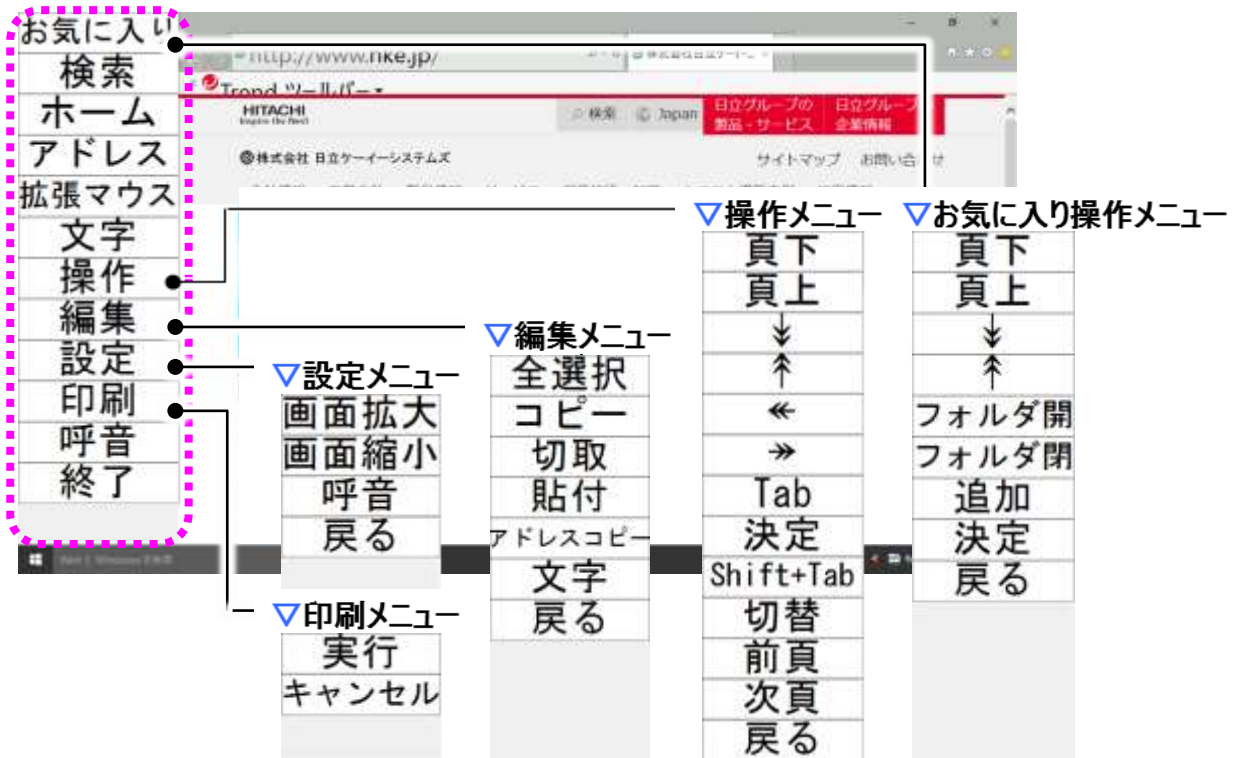 お気に入り
検索
ホーム
アドレス
拡張マウス
文字
操作
編集
設定
印刷
呼音
終了
http://www.hke.jp/
Trend ツールバー
HITACHI
Inspire the Next
検索
Japan
日立グループの
製品・サービス
日立グループ
企業情報
株式会社 日立ケーイーシステムズ
サイトマップ
▽設定メニュー
画面拡大
画面縮小
呼音
戻る
▽印刷メニュー
実行
キャンセル
▽編集メニュー
全選択
コピー
切取
貼付
アドレスコピー
文字
戻る
▽操作メニュー
頁下
頁上
↡
↟
↞
↠
Tab
決定
Shift+Tab
切替
前頁
次頁
戻る
▽お気に入り操作メニュー
頁下
頁上
↡
↟
フォルダ開
フォルダ閉
追加
決定
戻る